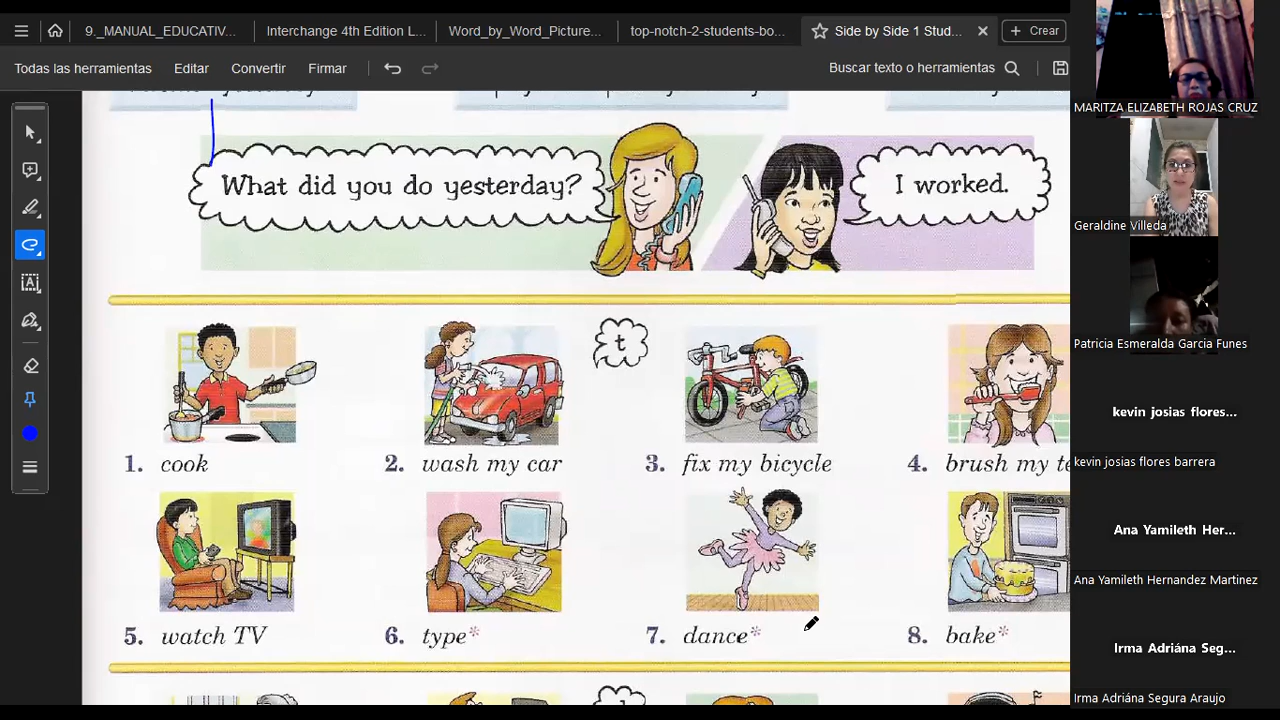 9._MANUAL_EDUCATIV...
Interchange 4th Edition L...
Word_by_Word_Picture...
top-notch-2-students-bo...
Side by Side 1 Stud...
Crear
Todas las herramientas
Editar
Convertir
Firmar
Buscar texto o herramientas
What did you do yesterday?
I worked.
t
1. cook
2. wash my car
3. fix my bicycle
4. brush my te
5. watch TV
6. type*
7. dance*
8. bake*
MARITZA ELIZABETH ROJAS CRUZ
Geraldine Villeda
Patricia Esmeralda Garcia Funes
kevin josias flores...
kevin josias flores barrera
Ana Yamileth Her...
Ana Yamileth Hernandez Martinez
Irma Adriána Seg...
Irma Adriána Segura Araujo